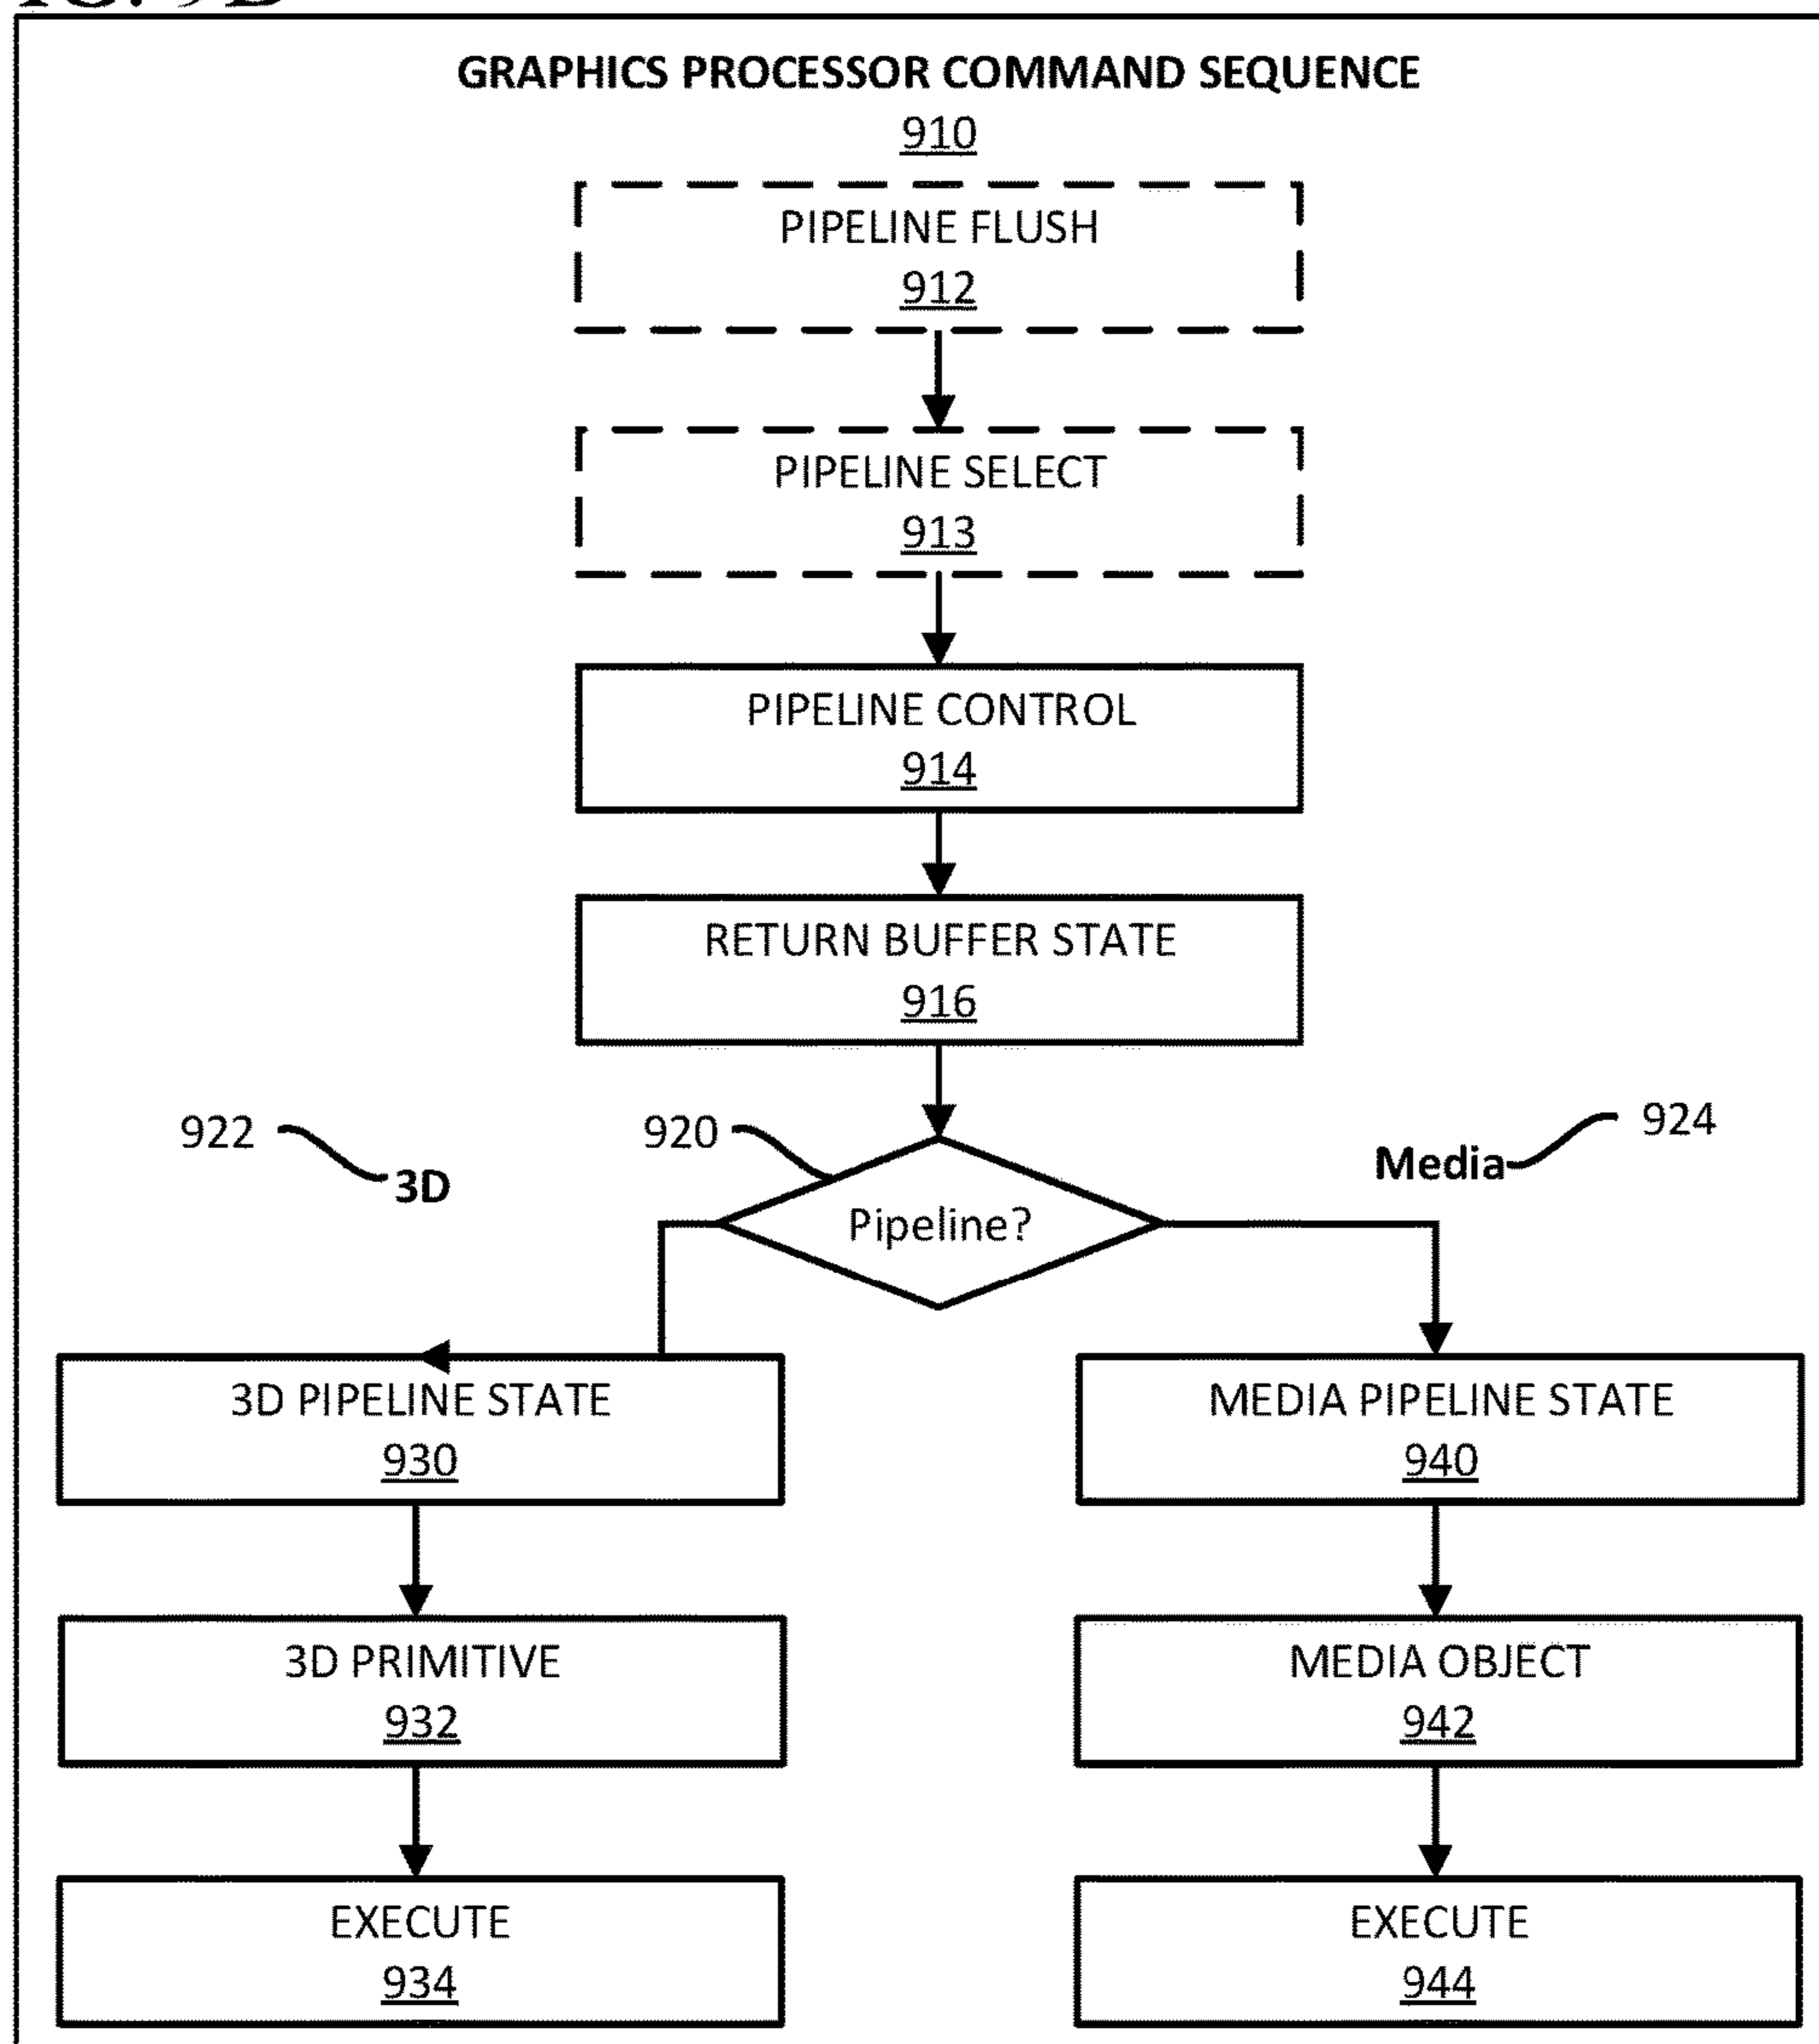 GRAPHICS PROCESSOR COMMAND SEQUENCE
910
PIPELINE FLUSH
912
PIPELINE SELECT
913
PIPELINE CONTROL
914
RETURN BUFFER STATE
916
922
920
924
3D
Media
Pipeline?
3D PIPELINE STATE
930
MEDIA PIPELINE STATE
940
3D PRIMITIVE
932
MEDIA OBJECT
942
EXECUTE
934
EXECUTE
944